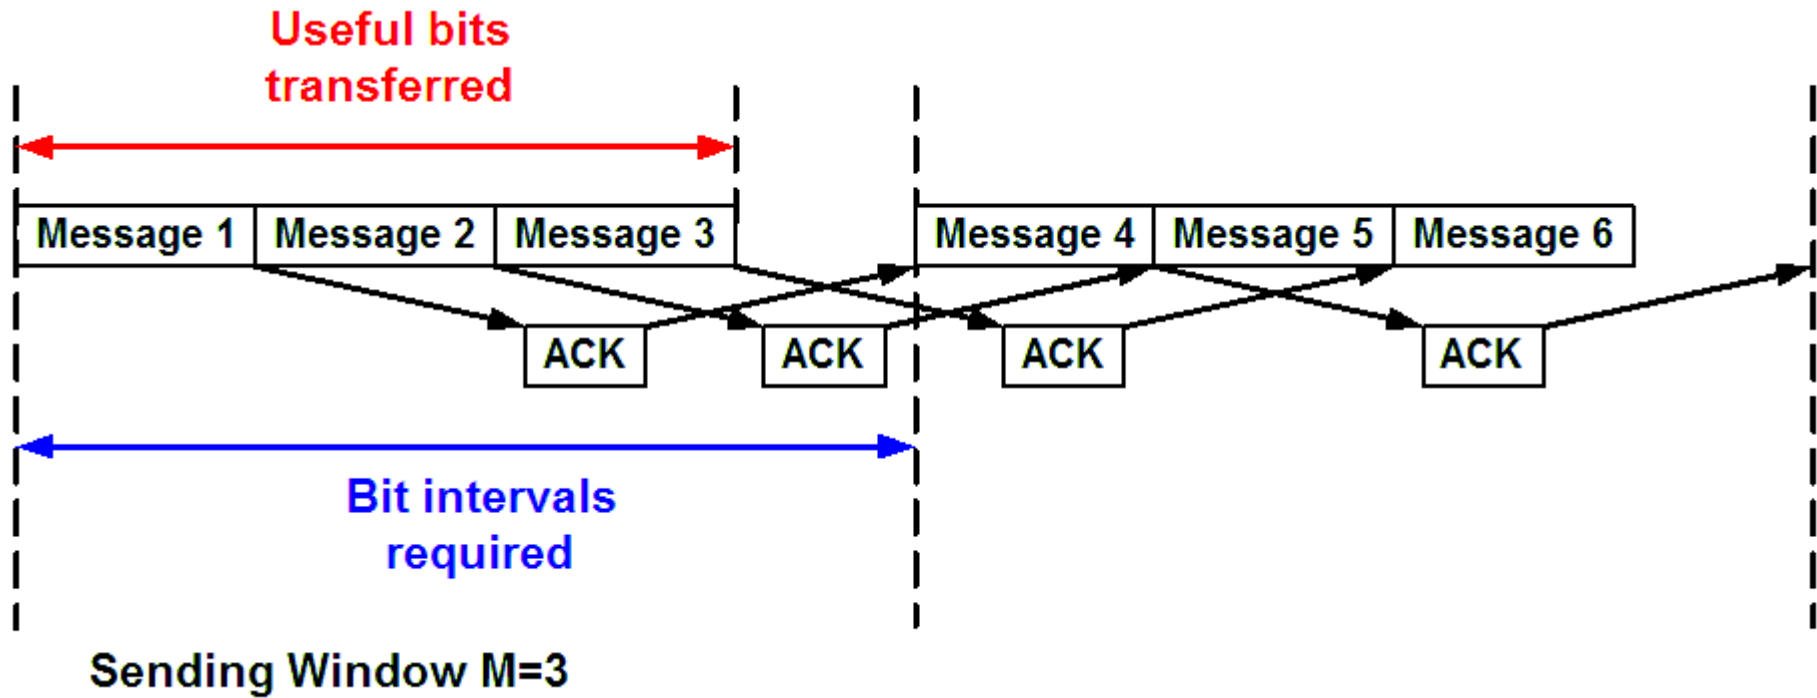 Useful bits
transferred
Message 1 Message 2 Message 3 Message 4 Message 5 Message 6
ACK ACK ACK ACK
Bit intervals
required
Sending Window M=3